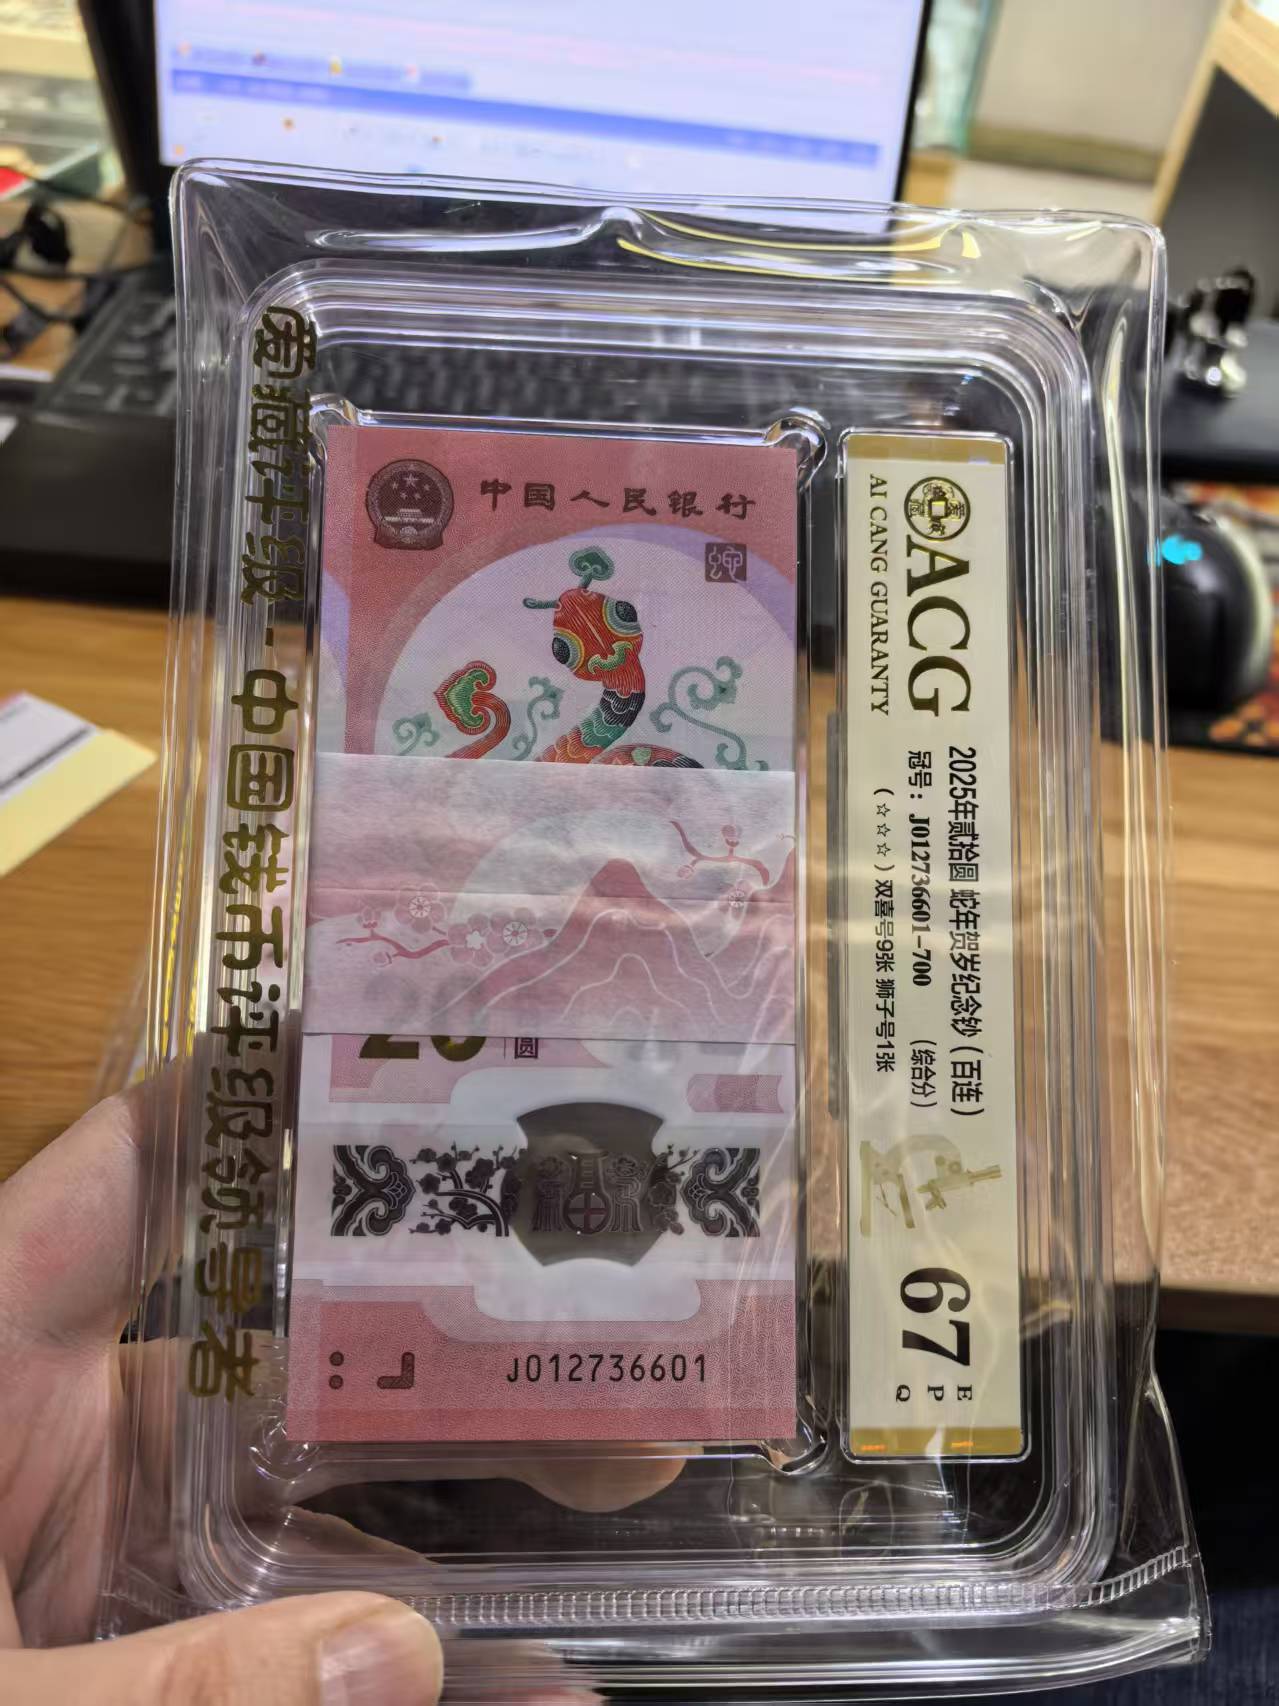 爱藏评级-中国钱币评级领导者
中国人民银行
20
圆
J012736601
ACG
AI CANG GUARANTY
2025年贰拾圆 蛇年贺岁纪念钞（百连）
冠号：J012736601-700 （综合分）
（☆☆☆）双喜号9张 狮子号1张
67
E
P
Q